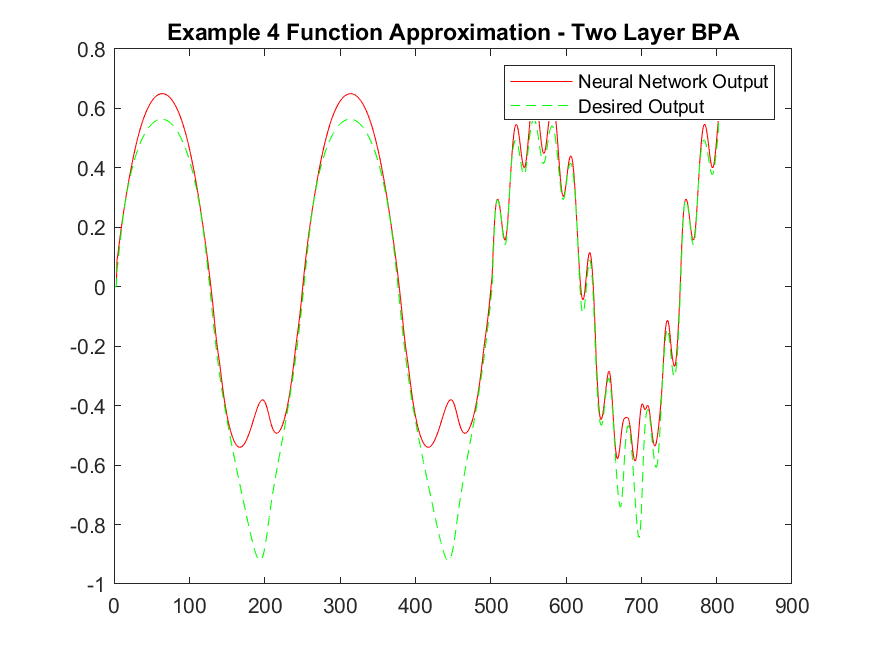 Example 4 Function Approximation - Two Layer BPA
0.8
Neural Network Output
0.6
Desired Output
0.4
0.2
0
-0.2
-0.4
-0.6
-0.8
-1
0 100 200 300 400 500 600 700 800 900